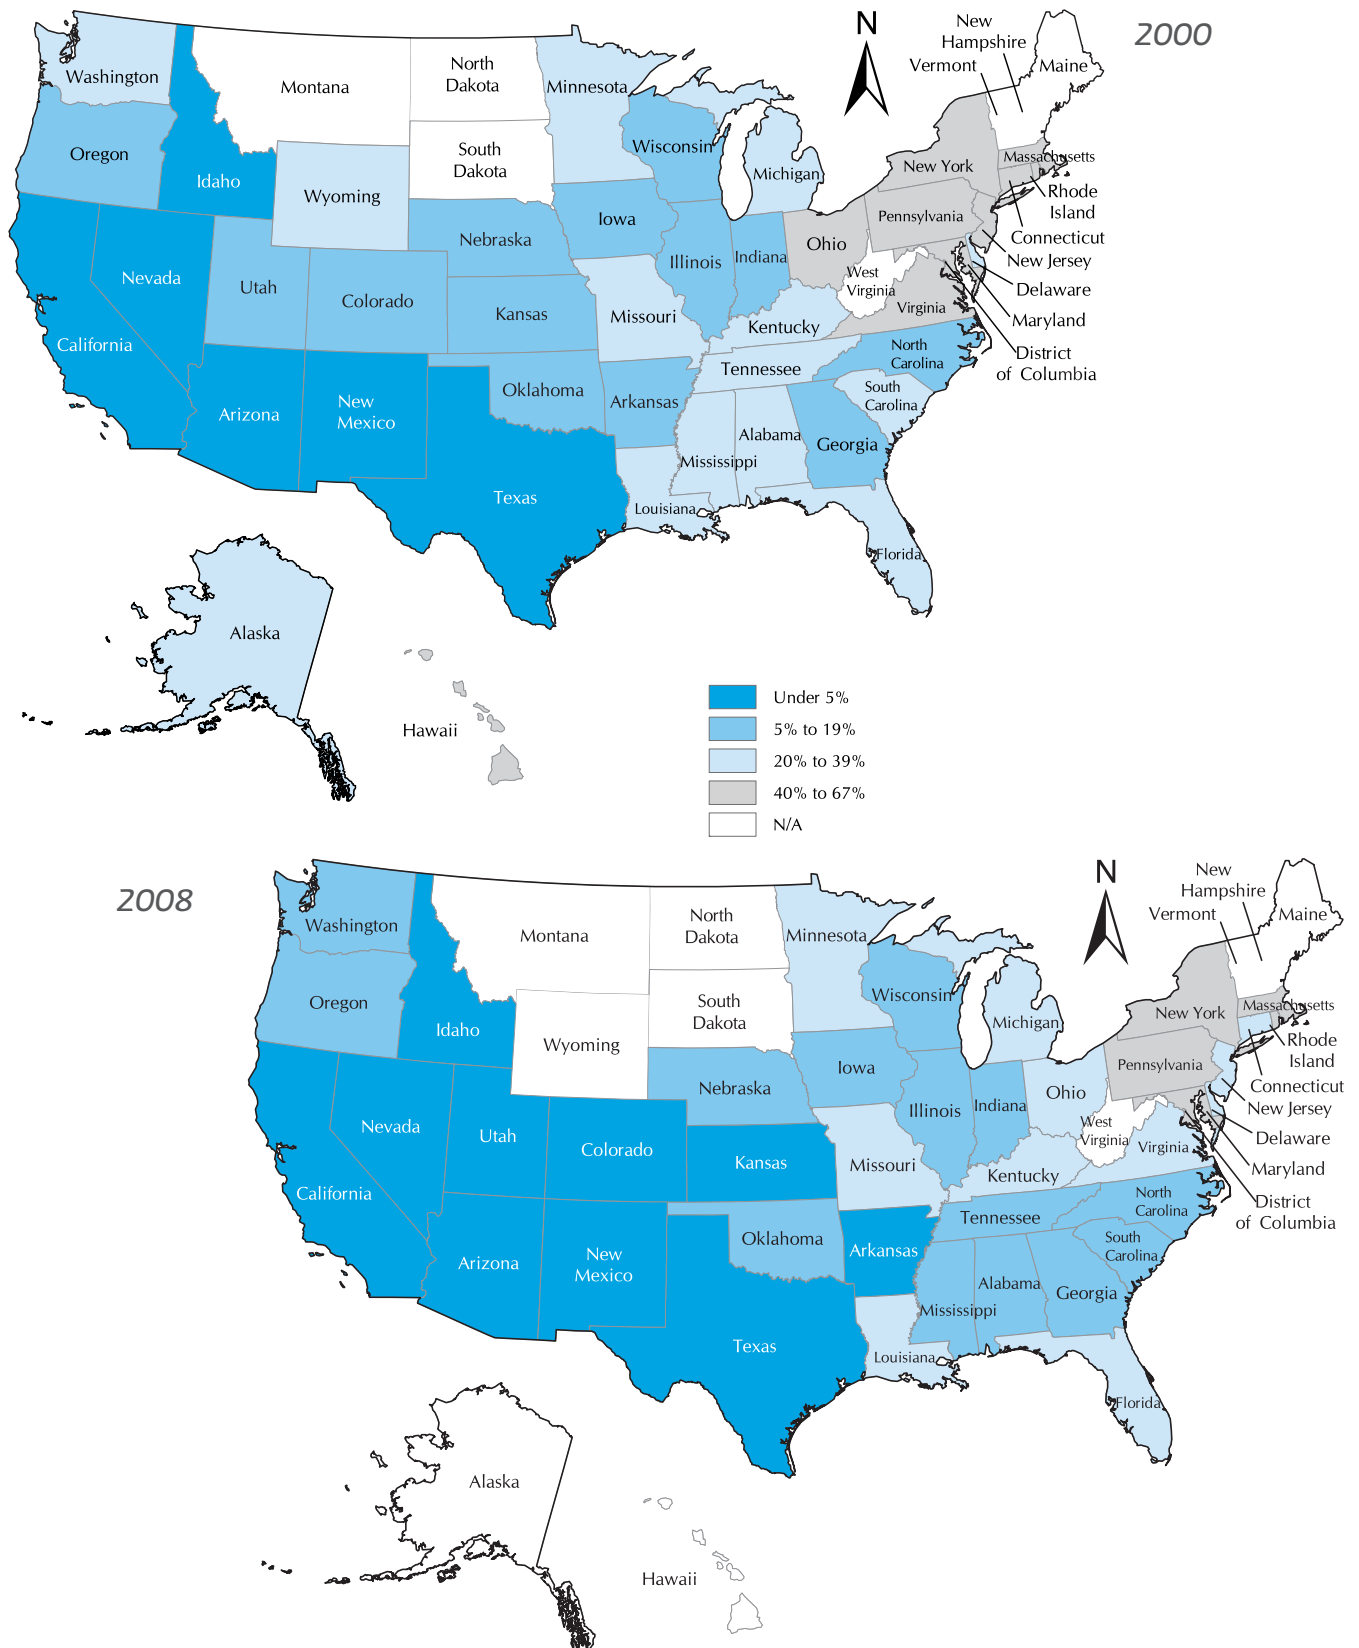 2000
N
New
Hampshire
Vermont
Maine
Washington
Montana
North
Dakota
Minnesota
Oregon
Idaho
Wyoming
South
Dakota
Wisconsin
Michigan
New York
Massachusetts
Rhode
Island
Connecticut
New Jersey
Delaware
Maryland
District
of Columbia
Nevada
Utah
Colorado
Nebraska
Iowa
Illinois
Indiana
Ohio
Pennsylvania
West
Virginia
Virginia
California
Kansas
Missouri
Kentucky
North
Carolina
Tennessee
South
Carolina
Arizona
New
Mexico
Oklahoma
Arkansas
Mississippi
Alabama
Georgia
Texas
Louisiana
Florida
Alaska
Hawaii
Under 5%
5% to 19%
20% to 39%
40% to 67%
N/A
2008
N
New
Hampshire
Vermont
Maine
Washington
Montana
North
Dakota
Minnesota
Oregon
Idaho
Wyoming
South
Dakota
Wisconsin
Michigan
New York
Massachusetts
Rhode
Island
Connecticut
New Jersey
Delaware
Maryland
District
of Columbia
Nevada
Utah
Colorado
Nebraska
Iowa
Illinois
Indiana
Ohio
Pennsylvania
West
Virginia
Virginia
California
Kansas
Missouri
Kentucky
North
Carolina
Tennessee
South
Carolina
Arizona
New
Mexico
Oklahoma
Arkansas
Mississippi
Alabama
Georgia
Texas
Louisiana
Florida
Alaska
Hawaii